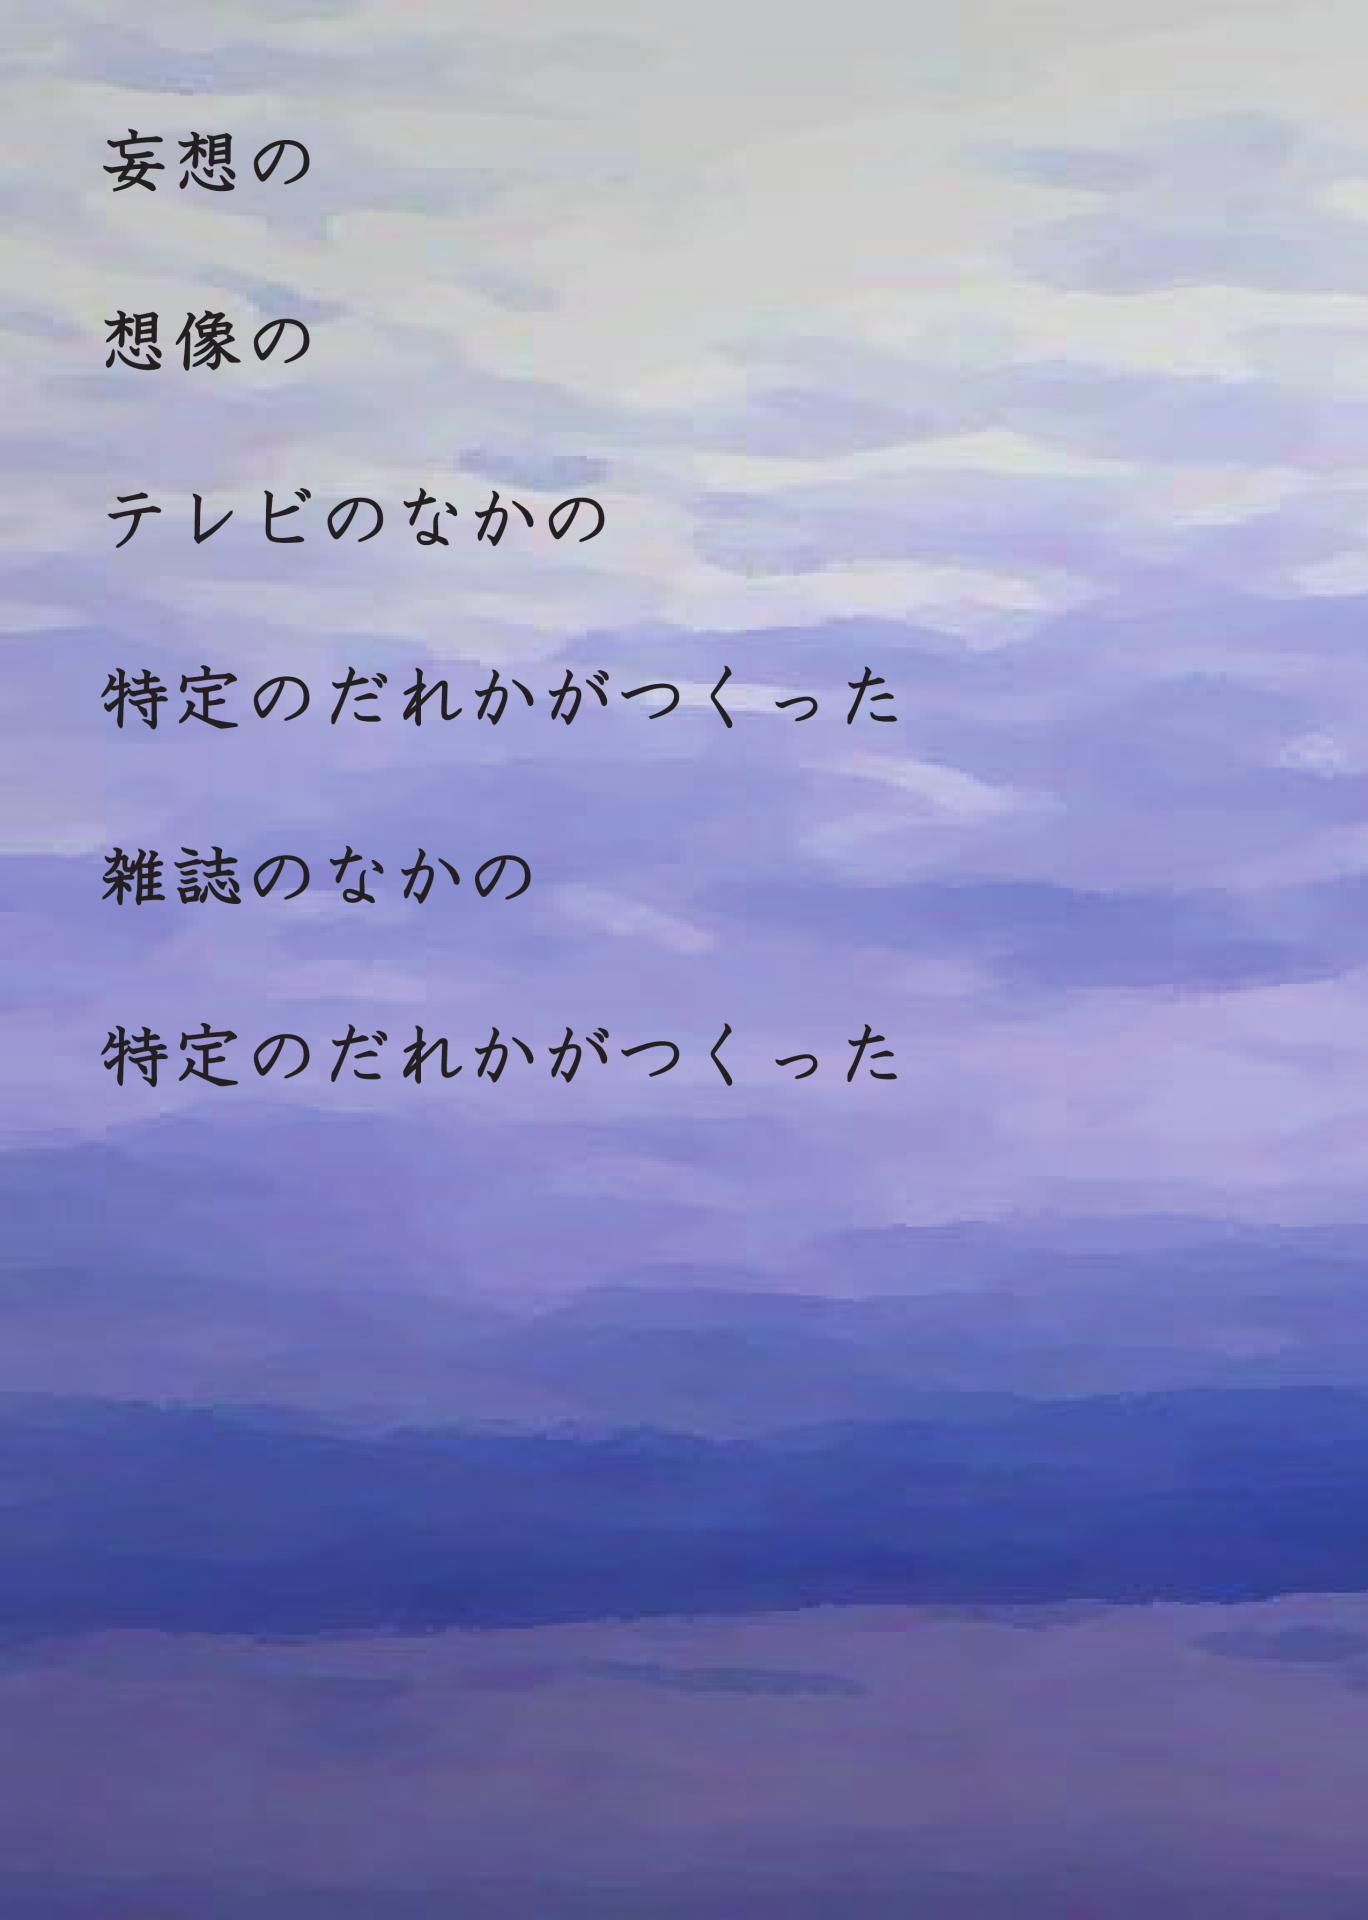 妄想の
想像の
テレビのなかの
特定のだれかがつくった
雑誌のなかの
特定のだれかがつくった